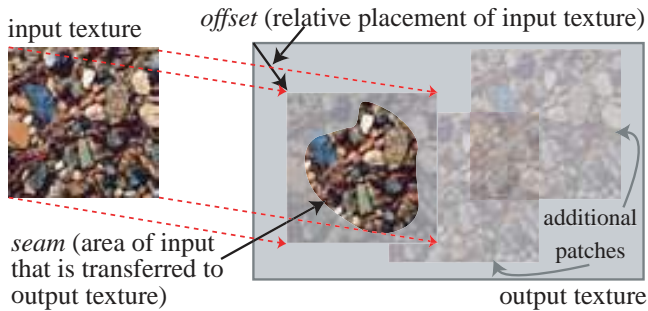 offset (relative placement of input texture)
input texture
seam (area of input
that is transferred to
output texture)
additional
patches
output texture